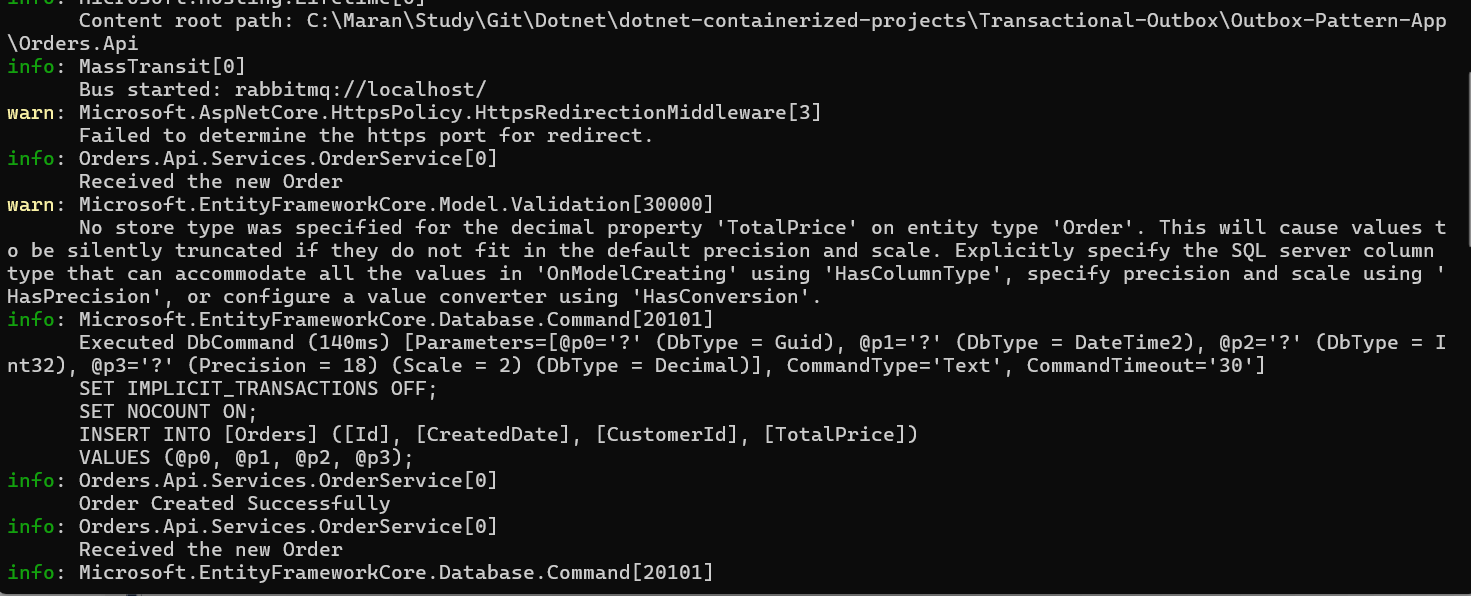 info: Microsoft.Hosting.Lifetime[0]
Content root path: C:\Maran\Study\Git\Dotnet\dotnet-containerized-projects\Transactional-Outbox\Outbox-Pattern-App
\Orders.Api
info: MassTransit[0]
Bus started: rabbitmq://localhost/
warn: Microsoft.AspNetCore.HttpsPolicy.HttpsRedirectionMiddleware[3]
Failed to determine the https port for redirect.
info: Orders.Api.Services.OrderService[0]
Received the new Order
warn: Microsoft.EntityFrameworkCore.Model.Validation[30000]
No store type was specified for the decimal property 'TotalPrice' on entity type 'Order'. This will cause values t
o be silently truncated if they do not fit in the default precision and scale. Explicitly specify the SQL server column
type that can accommodate all the values in 'OnModelCreating' using 'HasColumnType', specify precision and scale using '
HasPrecision', or configure a value converter using 'HasConversion'.
info: Microsoft.EntityFrameworkCore.Database.Command[20101]
Executed DbCommand (140ms) [Parameters=[@p0='?' (DbType = Guid), @p1='?' (DbType = DateTime2), @p2='?' (DbType = I
nt32), @p3='?' (Precision = 18) (Scale = 2) (DbType = Decimal)], CommandType='Text', CommandTimeout='30']
SET IMPLICIT_TRANSACTIONS OFF;
SET NOCOUNT ON;
INSERT INTO [Orders] ([Id], [CreatedDate], [CustomerId], [TotalPrice])
VALUES (@p0, @p1, @p2, @p3);
info: Orders.Api.Services.OrderService[0]
Order Created Successfully
info: Orders.Api.Services.OrderService[0]
Received the new Order
info: Microsoft.EntityFrameworkCore.Database.Command[20101]